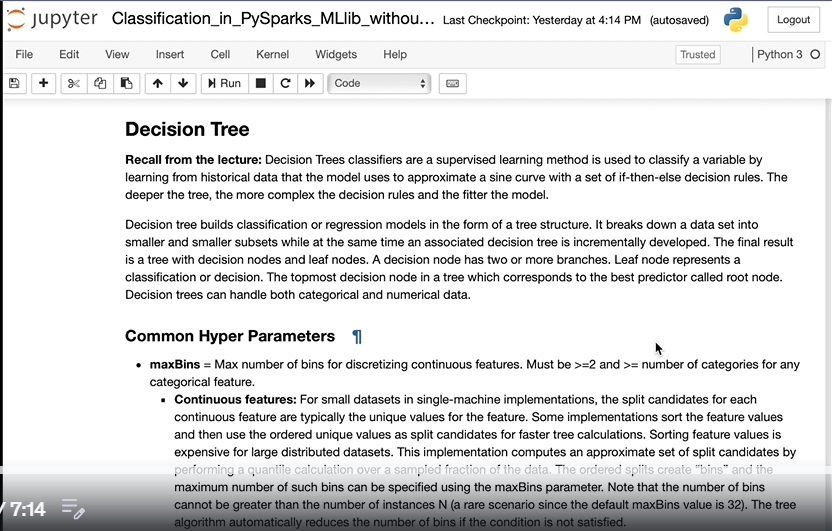 jupyter Classification_in_PySparks_MLlib_withou... Last Checkpoint: Yesterday at 4:14 PM (autosaved) Logout
File Edit View Insert Cell Kernel Widgets Help Trusted Python 3
Run Code
Decision Tree
Recall from the lecture: Decision Trees classifiers are a supervised learning method is used to classify a variable by
learning from historical data that the model uses to approximate a sine curve with a set of if-then-else decision rules. The
deeper the tree, the more complex the decision rules and the fitter the model.
Decision tree builds classification or regression models in the form of a tree structure. It breaks down a data set into
smaller and smaller subsets while at the same time an associated decision tree is incrementally developed. The final result
is a tree with decision nodes and leaf nodes. A decision node has two or more branches. Leaf node represents a
classification or decision. The topmost decision node in a tree which corresponds to the best predictor called root node.
Decision trees can handle both categorical and numerical data.
Common Hyper Parameters ¶
• maxBins = Max number of bins for discretizing continuous features. Must be >=2 and >= number of categories for any
categorical feature.
▪ Continuous features: For small datasets in single-machine implementations, the split candidates for each
continuous feature are typically the unique values for the feature. Some implementations sort the feature values
and then use the ordered unique values as split candidates for faster tree calculations. Sorting feature values is
expensive for large distributed datasets. This implementation computes an approximate set of split candidates by
performing a quantile calculation over a sampled fraction of the data. The ordered splits create "bins" and the
maximum number of such bins can be specified using the maxBins parameter. Note that the number of bins
cannot be greater than the number of instances N (a rare scenario since the default maxBins value is 32). The tree
algorithm automatically reduces the number of bins if the condition is not satisfied.
/ 7:14